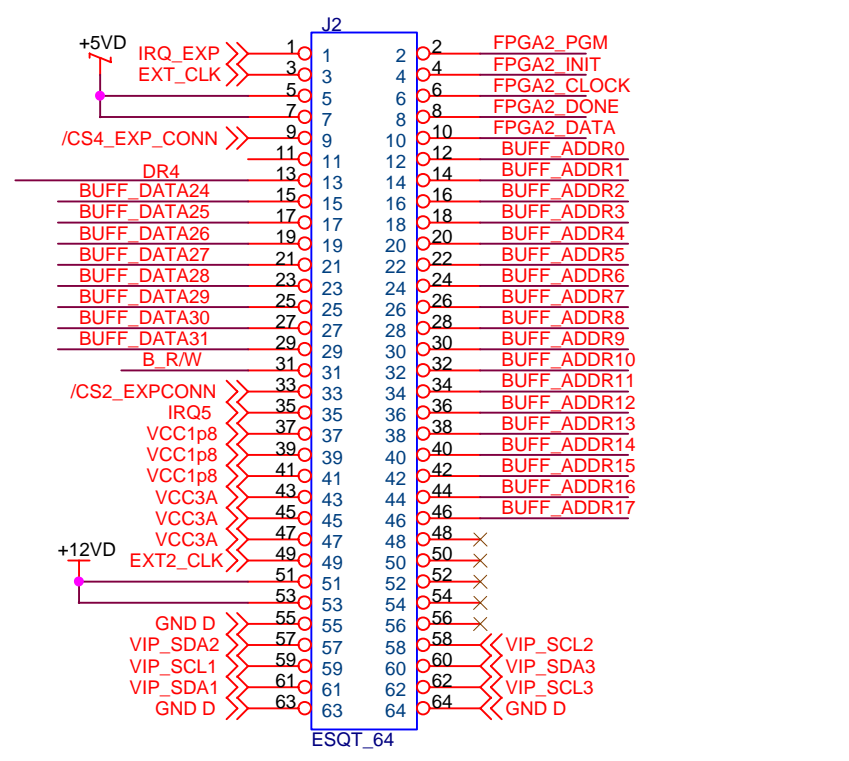 J2
+5VD IRQ_EXP 1 1 2 2 FPGA2_PGM
EXT_CLK 3 3 4 4 FPGA2_INIT
5 5 6 6 FPGA2_CLOCK
7 7 8 8 FPGA2_DONE
/CS4_EXP_CONN 9 9 10 10 FPGA2_DATA
11 11 12 12 BUFF_ADDR0
DR4 13 13 14 14 BUFF_ADDR1
BUFF_DATA24 15 15 16 16 BUFF_ADDR2
BUFF_DATA25 17 17 18 18 BUFF_ADDR3
BUFF_DATA26 19 19 20 20 BUFF_ADDR4
BUFF_DATA27 21 21 22 22 BUFF_ADDR5
BUFF_DATA28 23 23 24 24 BUFF_ADDR6
BUFF_DATA29 25 25 26 26 BUFF_ADDR7
BUFF_DATA30 27 27 28 28 BUFF_ADDR8
BUFF_DATA31 29 29 30 30 BUFF_ADDR9
B_R/W 31 31 32 32 BUFF_ADDR10
/CS2_EXPCONN 33 33 34 34 BUFF_ADDR11
IRQ5 35 35 36 36 BUFF_ADDR12
VCC1p8 37 37 38 38 BUFF_ADDR13
VCC1p8 39 39 40 40 BUFF_ADDR14
VCC1p8 41 41 42 42 BUFF_ADDR15
VCC3A 43 43 44 44 BUFF_ADDR16
VCC3A 45 45 46 46 BUFF_ADDR17
VCC3A 47 47 48 48
+12VD EXT2_CLK 49 49 50 50
51 51 52 52
53 53 54 54
GND D 55 55 56 56
VIP_SDA2 57 57 58 58 VIP_SCL2
VIP_SCL1 59 59 60 60 VIP_SDA3
VIP_SDA1 61 61 62 62 VIP_SCL3
GND D 63 63 64 64 GND D
ESQT_64